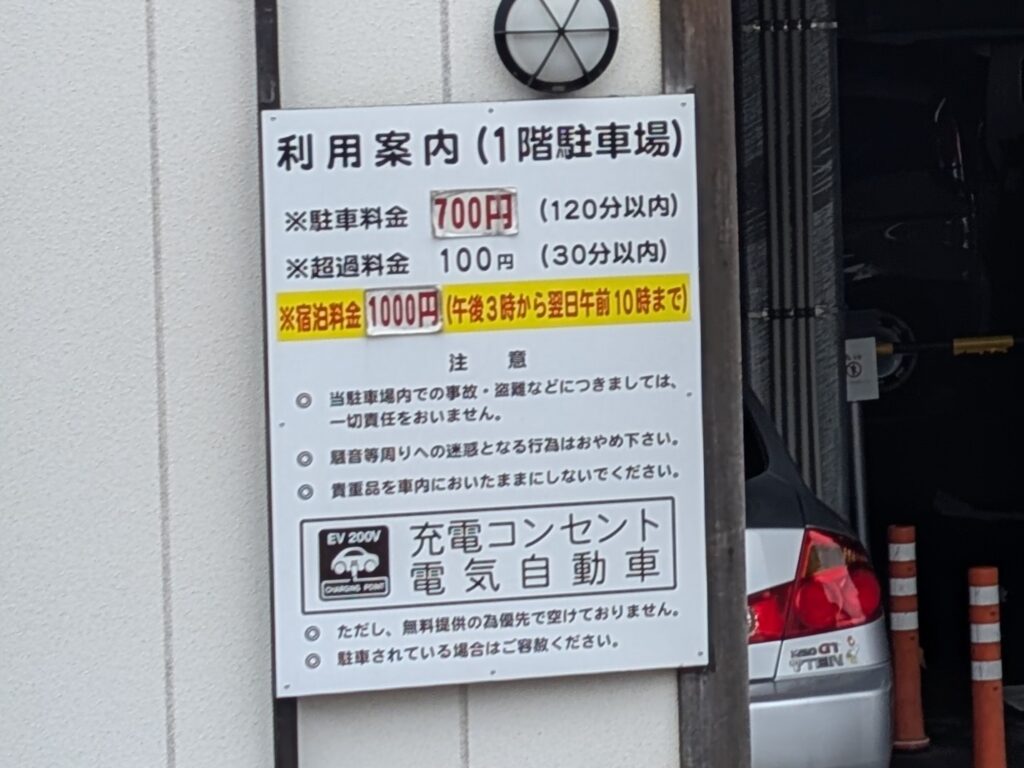 利用案内(1階駐車場)
※駐車料金 700円 (120分以内)
※超過料金 100円 (30分以内)
※宿泊料金 1000円 (午後3時から翌日午前10時まで)
注 意
◎ 当駐車場内での事故・盗難などにつきましては、
一切責任をおいません。
◎ 騒音等周りへの迷惑となる行為はおやめ下さい。
◎ 貴重品を車内においたままにしないでください。
EV 200V
CHARGING POINT
充電コンセント
電気自動車
◎ ただし、無料提供の為優先で空けておりません。
◎ 駐車されている場合はご容赦ください。